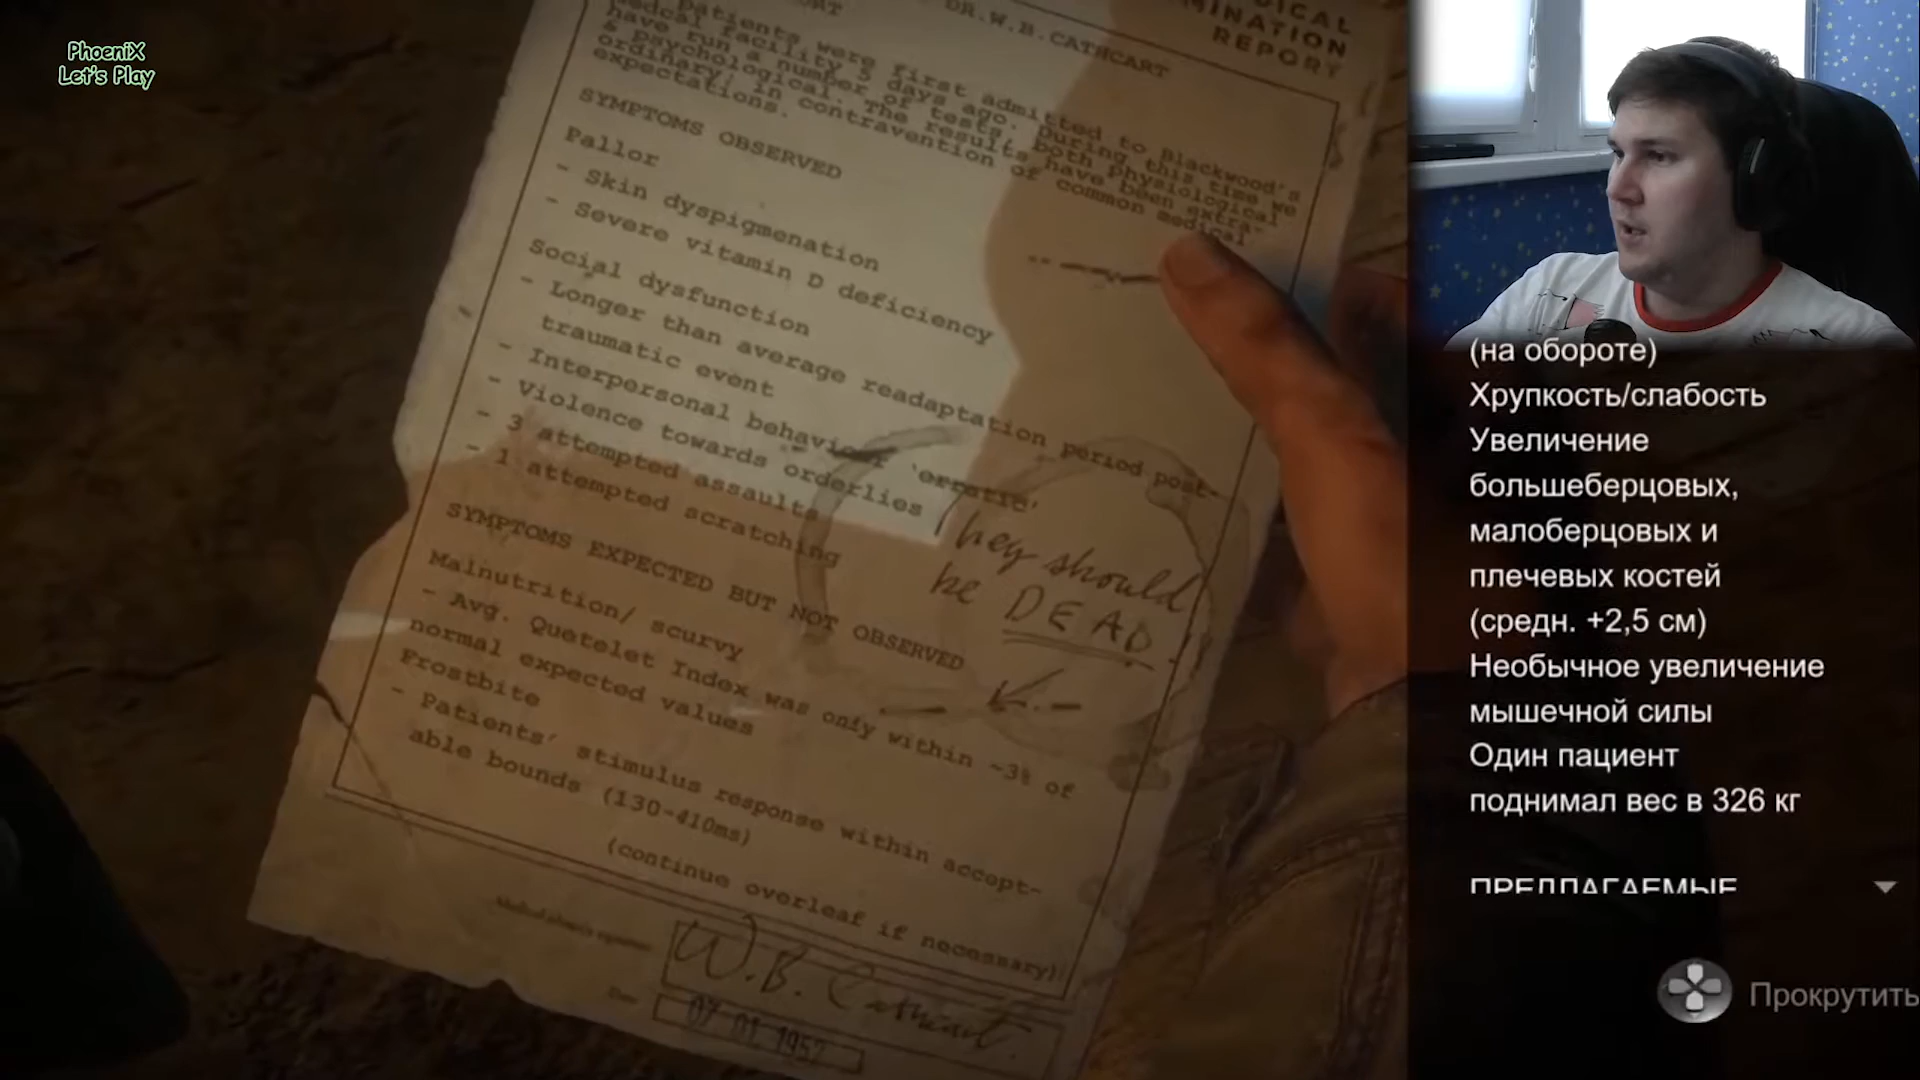 PhoeniX
Let's Play
DR.W.B.CATHCART
REPORT
patients were first admitted to Blackwood's
medcal facility 5 days ago. During this time we
have run a number of tests, both physiological
& psychological. The results have been extra-
ordinary, in contravention of common medical
expectations.
SYMPTOMS OBSERVED
Pallor
- Skin dyspigmenation
- Severe vitamin D deficiency
Social dysfunction
- Longer than average readaptation period post-
traumatic event
- Interpersonal behavior 'erratic'
- Violence towards orderlies
- 3 attempted assaults
- 1 attempted scratching
They should
be DEAD
SYMPTOMS EXPECTED BUT NOT OBSERVED
Malnutrition/ scurvy
- Avg. Quetelet Index was only within ~3% of
normal expected values
Frostbite
- Patients' stimulus response within accept-
able bounds (130-410ms)
(continue overleaf if necessary)
W.B. Cathcart
07 01 1952
(на обороте)
Хрупкость/слабость
Увеличение
большеберцовых,
малоберцовых и
плечевых костей
(средн. +2,5 см)
Необычное увеличение
мышечной силы
Один пациент
поднимал вес в 326 кг
ПРЕДЛАГАЕМЫЕ
Прокрутить